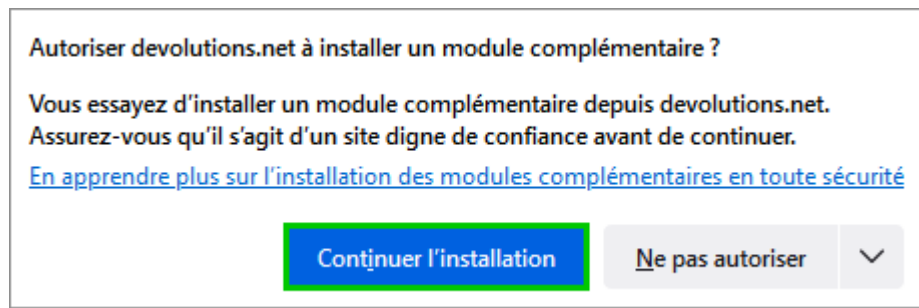 Autoriser devolutions.net à installer un module complémentaire ?
Vous essayez d’installer un module complémentaire depuis devolutions.net.
Assurez-vous qu’il s’agit d’un site digne de confiance avant de continuer.
En apprendre plus sur l’installation des modules complémentaires en toute sécurité
Continuer l’installation
Ne pas autoriser